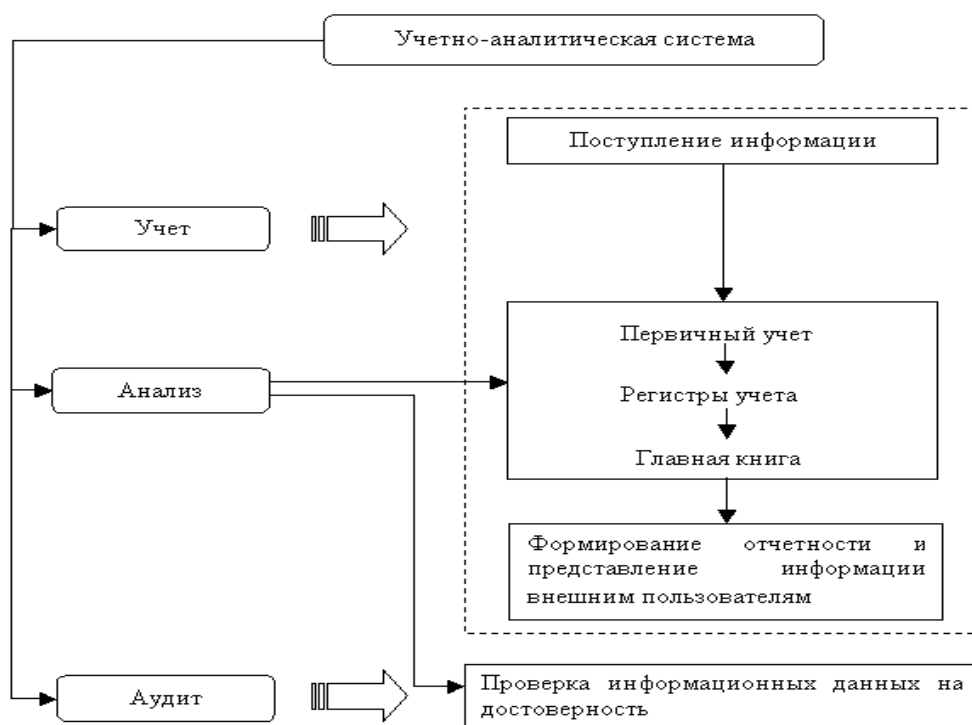 Учетно-аналитическая система
Поступление информации
Учет
Первичный учет
Анализ
Регистры учета
Главная книга
Формирование отчетности и
представление информации
внешним пользователям
Аудит
Проверка информационных данных на
достоверность